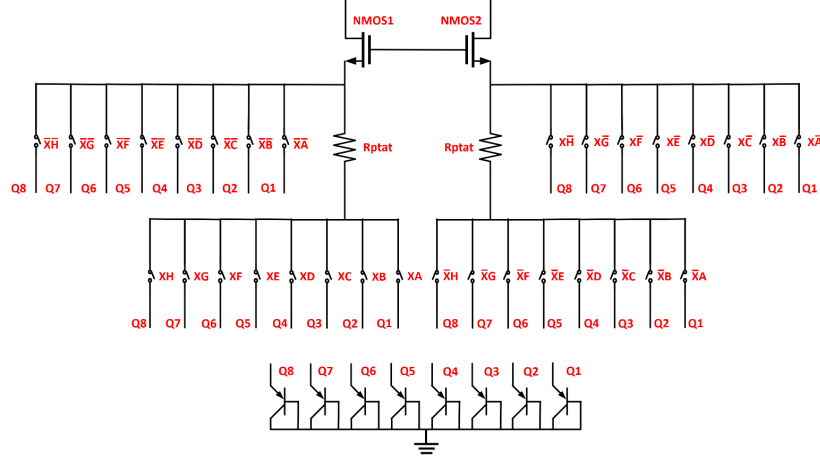 NMOS1 NMOS2
X̅H̅ X̅G̅ X̅F̅ X̅E̅ X̅D̅ X̅C̅ X̅B̅ X̅A̅ Rptat Rptat XH̅ XG̅ XF̅ XE̅ XD̅ XC̅ XB̅ XA̅
Q8 Q7 Q6 Q5 Q4 Q3 Q2 Q1 Q8 Q7 Q6 Q5 Q4 Q3 Q2 Q1
XH XG XF XE XD XC XB XA X̅H X̅G X̅F X̅E X̅D X̅C X̅B X̅A
Q8 Q7 Q6 Q5 Q4 Q3 Q2 Q1 Q8 Q7 Q6 Q5 Q4 Q3 Q2 Q1
Q8 Q7 Q6 Q5 Q4 Q3 Q2 Q1